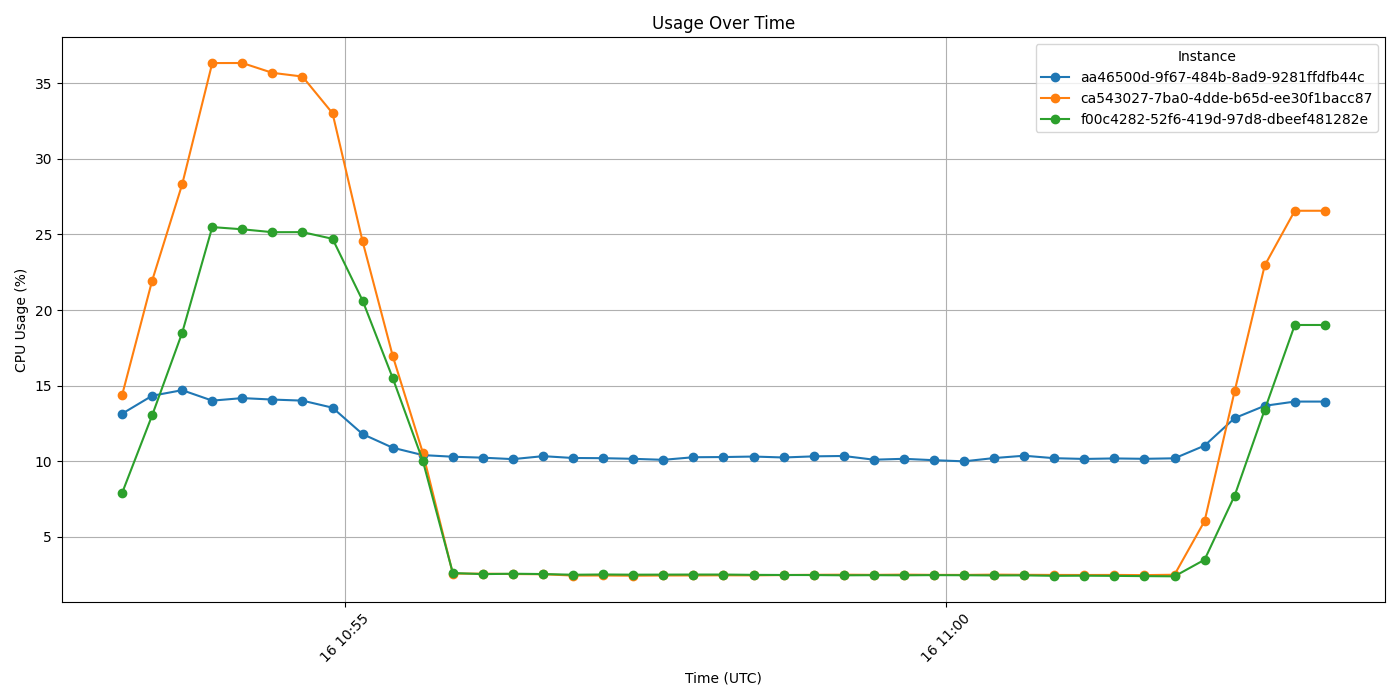 Usage Over Time
Instance
aa46500d-9f67-484b-8ad9-9281ffdfb44c
ca543027-7ba0-4dde-b65d-ee30f1bacc87
f00c4282-52f6-419d-97d8-dbeef481282e
CPU Usage (%)
35
30
25
20
15
10
5
16 10:55
16 11:00
Time (UTC)